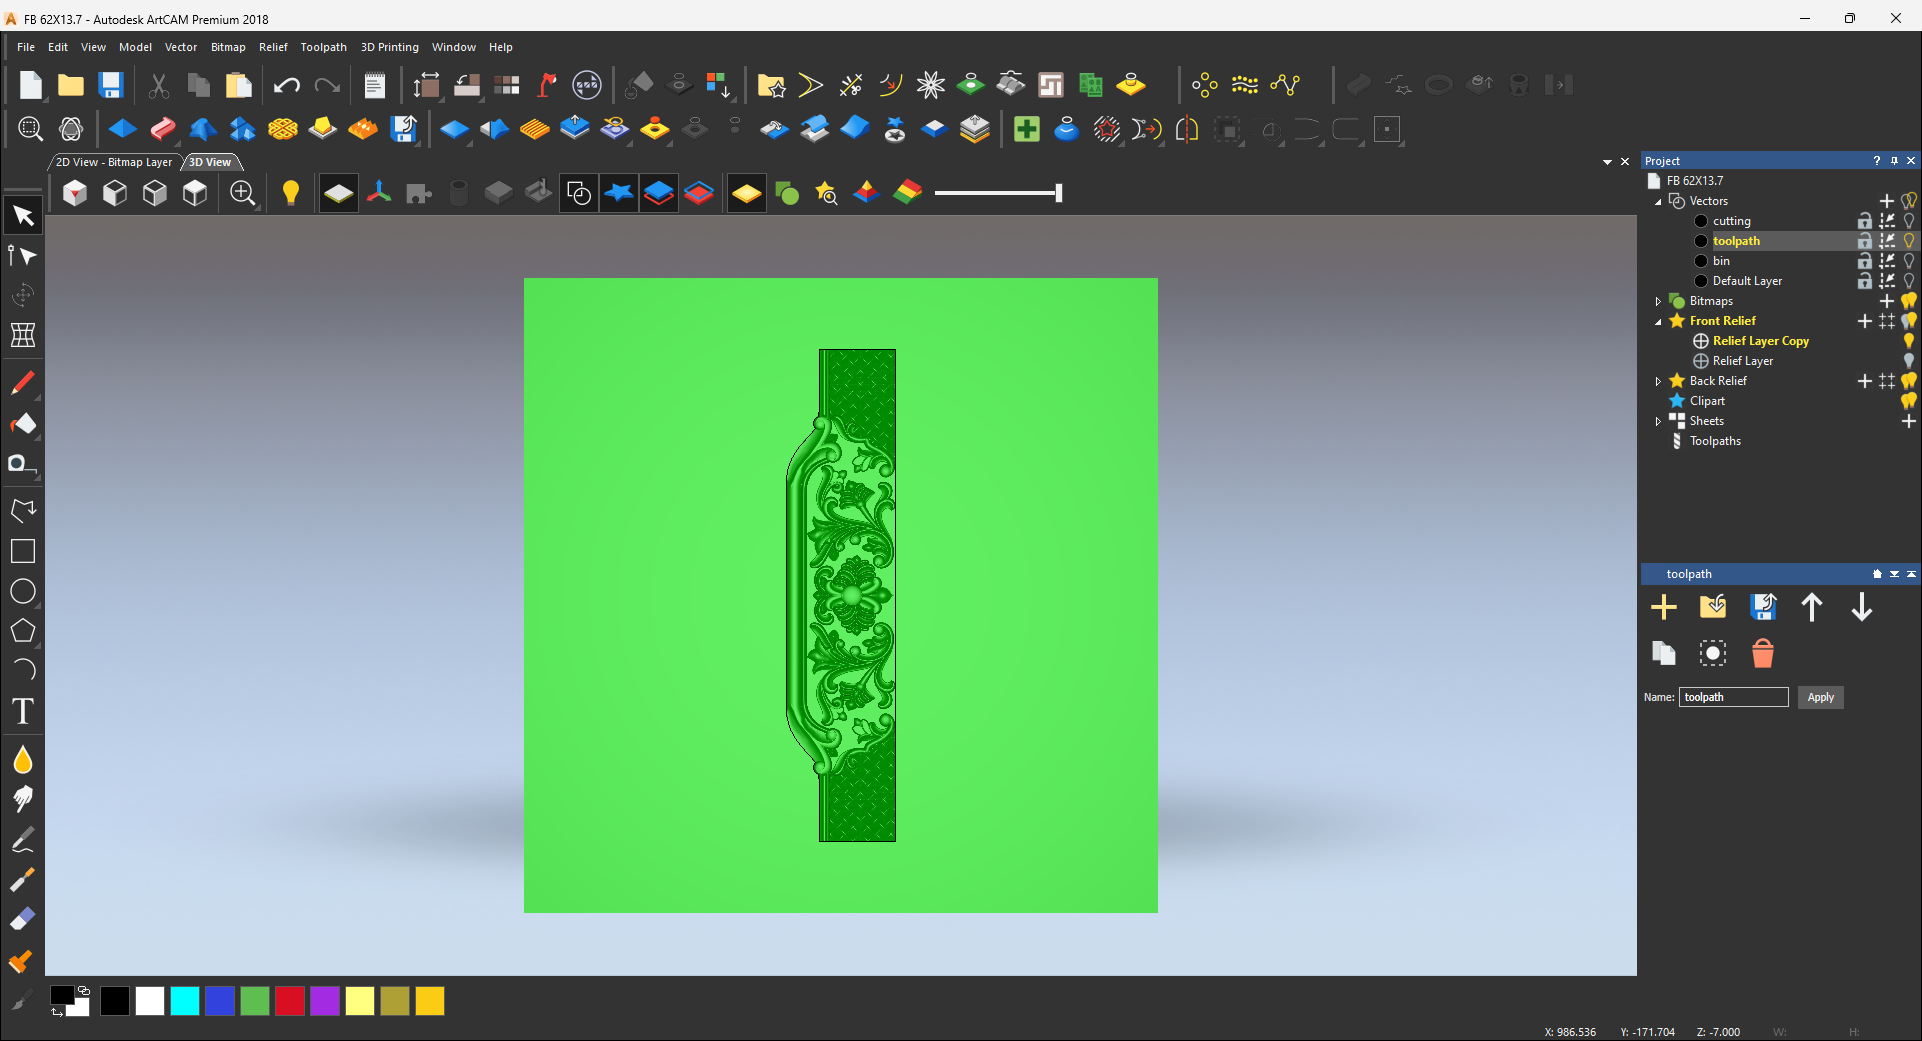 FB 62X13.7 - Autodesk ArtCAM Premium 2018
File Edit View Model Vector Bitmap Relief Toolpath 3D Printing Window Help
2D View - Bitmap Layer 3D View
Project
FB 62X13.7
Vectors
cutting
toolpath
bin
Default Layer
Bitmaps
Front Relief
Relief Layer Copy
Relief Layer
Back Relief
Clipart
Sheets
Toolpaths
toolpath
Name: toolpath Apply
X: 986.536 Y: -171.704 Z: -7.000 W: H: